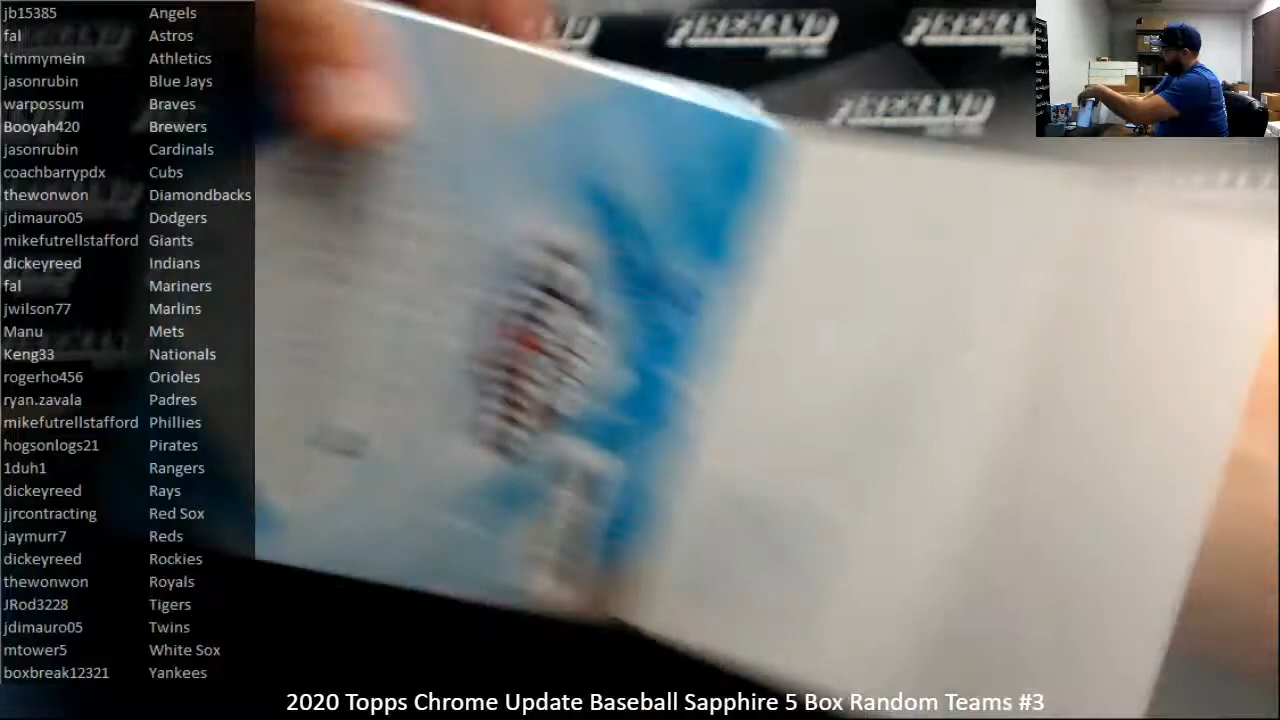 jb15385 Angels
fal Astros
timmymein Athletics
jasonrubin Blue Jays
warpossum Braves
Booyah420 Brewers
jasonrubin Cardinals
coachbarrypdx Cubs
thewonwon Diamondbacks
jdimauro05 Dodgers
mikefutrellstafford Giants
dickeyreed Indians
fal Mariners
jwilson77 Marlins
Manu Mets
Keng33 Nationals
rogerho456 Orioles
ryan.zavala Padres
mikefutrellstafford Phillies
hogsonlogs21 Pirates
1duh1 Rangers
dickeyreed Rays
jjrcontracting Red Sox
jaymurr7 Reds
dickeyreed Rockies
thewonwon Royals
JRod3228 Tigers
jdimauro05 Twins
mtower5 White Sox
boxbreak12321 Yankees
FIREHAND
FIREHAND
FIREHAND
2020 Topps Chrome Update Baseball Sapphire 5 Box Random Teams #3